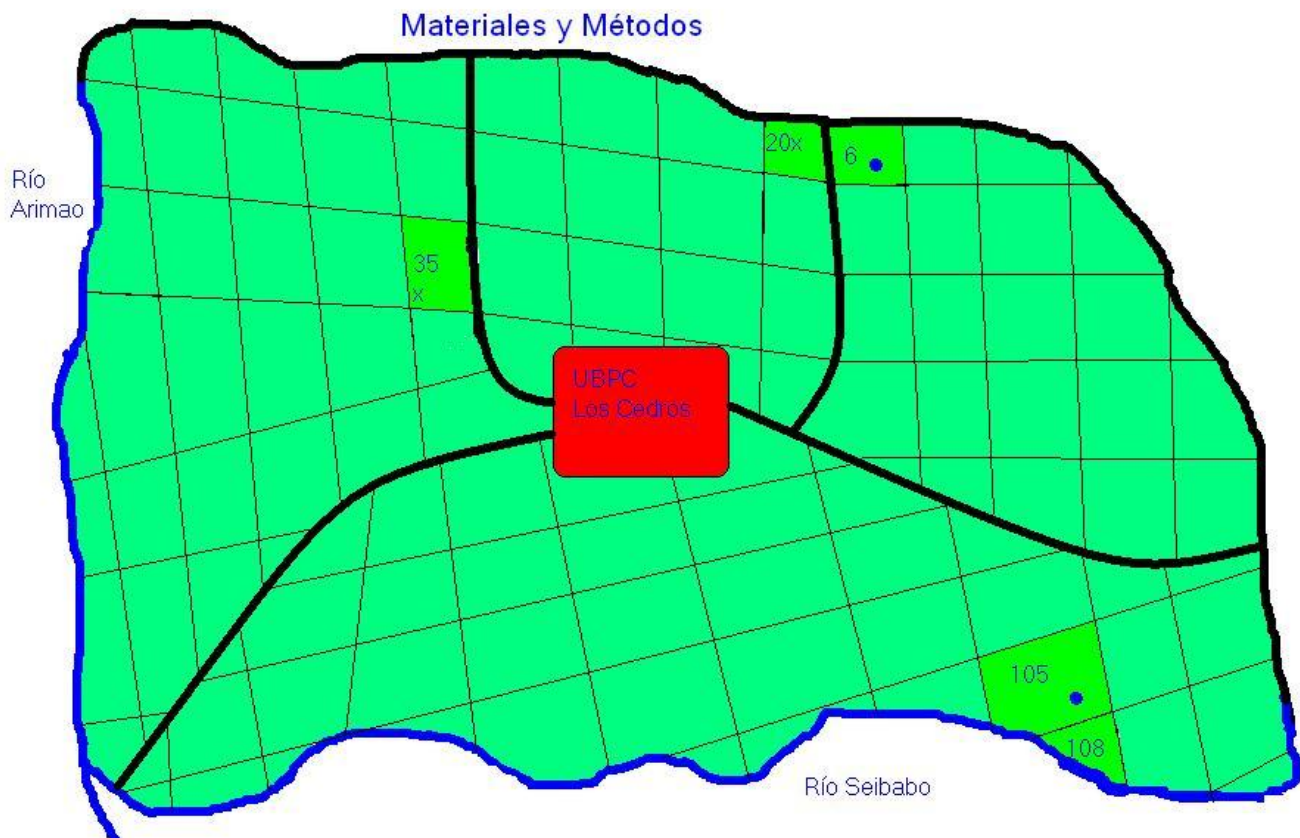 Materiales y Métodos
20x
6
Río
Arimao
35
x
UBPC
Los Cedros
105
108
Río Seibabo